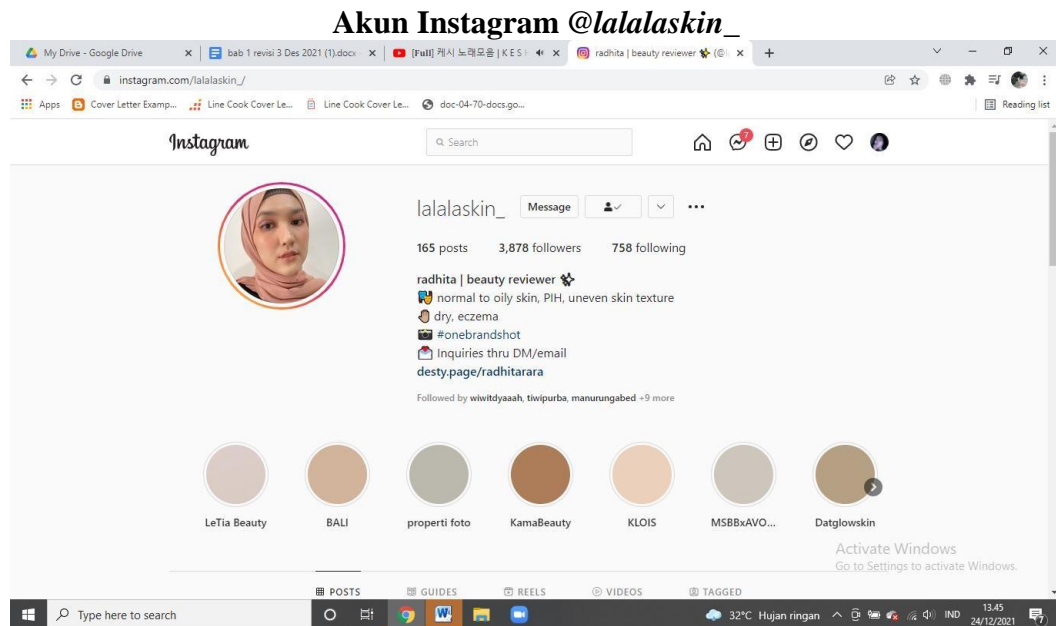 Akun Instagram @lalalaskin_
My Drive - Google Drive
bab 1 revisi 3 Des 2021 (1).docx
[Full] 케시 노래모음 | K E S H
radhita | beauty reviewer
instagram.com/lalalaskin_/
Apps Cover Letter Examp... Line Cook Cover Le... Line Cook Cover Le... doc-04-70-docs.go... Reading list
Instagram Search 7
lalalaskin_ Message
165 posts 3,878 followers 758 following
radhita | beauty reviewer
normal to oily skin, PIH, uneven skin texture
dry, eczema
#onebrandshot
Inquiries thru DM/email
desty.page/radhitarara
Followed by wiwitdyaaah, tiwipurba, manurungabed +9 more
LeTia Beauty BALI properti foto KamaBeauty KLOIS MSBBxAVO... Datglowskin
Activate Windows
Go to Settings to activate Windows.
POSTS GUIDES REELS VIDEOS TAGGED
Type here to search 32°C Hujan ringan IND 13.45
24/12/2021